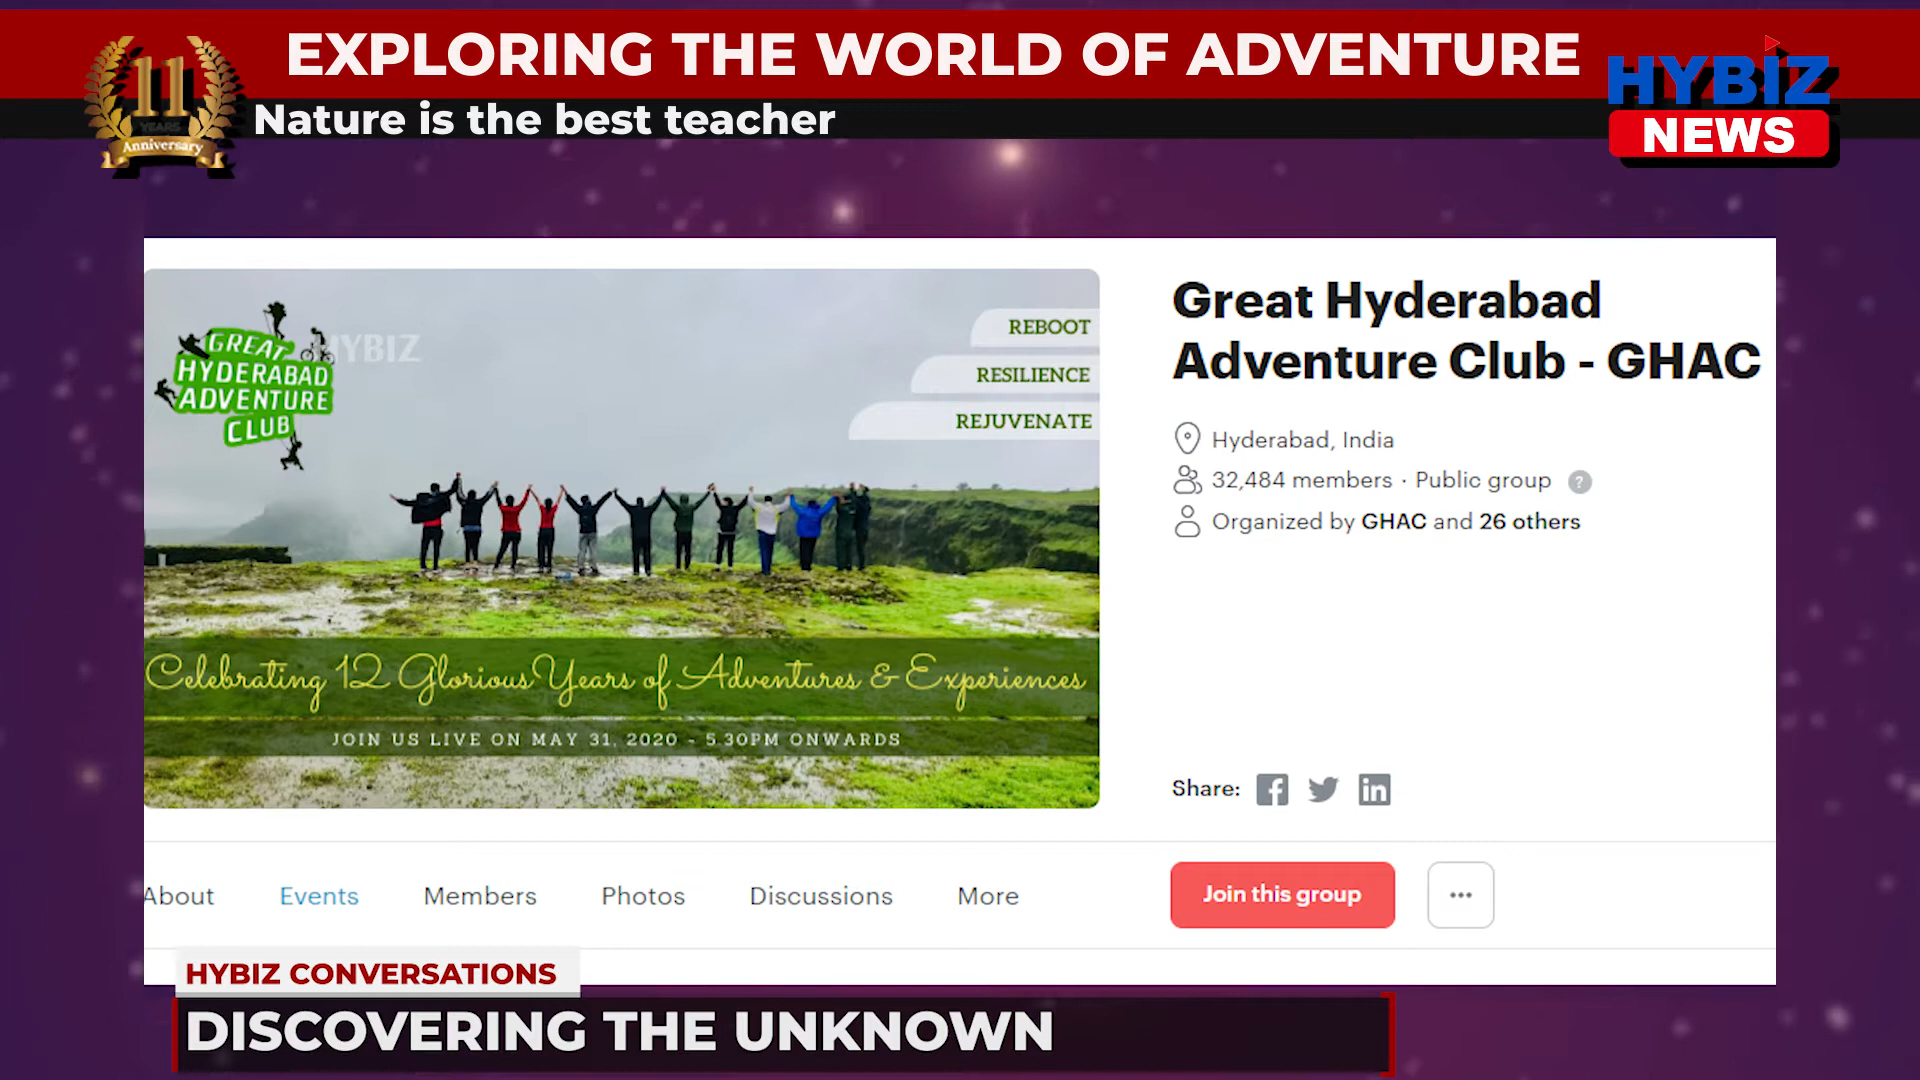 EXPLORING THE WORLD OF ADVENTURE
Nature is the best teacher
11
YEARS
Anniversary
HYBIZ
NEWS
GREAT
HYDERABAD
ADVENTURE
CLUB
HYBIZ
REBOOT
RESILIENCE
REJUVENATE
Celebrating 12 Glorious Years of Adventures & Experiences
JOIN US LIVE ON MAY 31, 2020 - 5.30PM ONWARDS
Great Hyderabad
Adventure Club - GHAC
Hyderabad, India
32,484 members · Public group ?
Organized by GHAC and 26 others
Share:
About Events Members Photos Discussions More
Join this group
HYBIZ CONVERSATIONS
DISCOVERING THE UNKNOWN